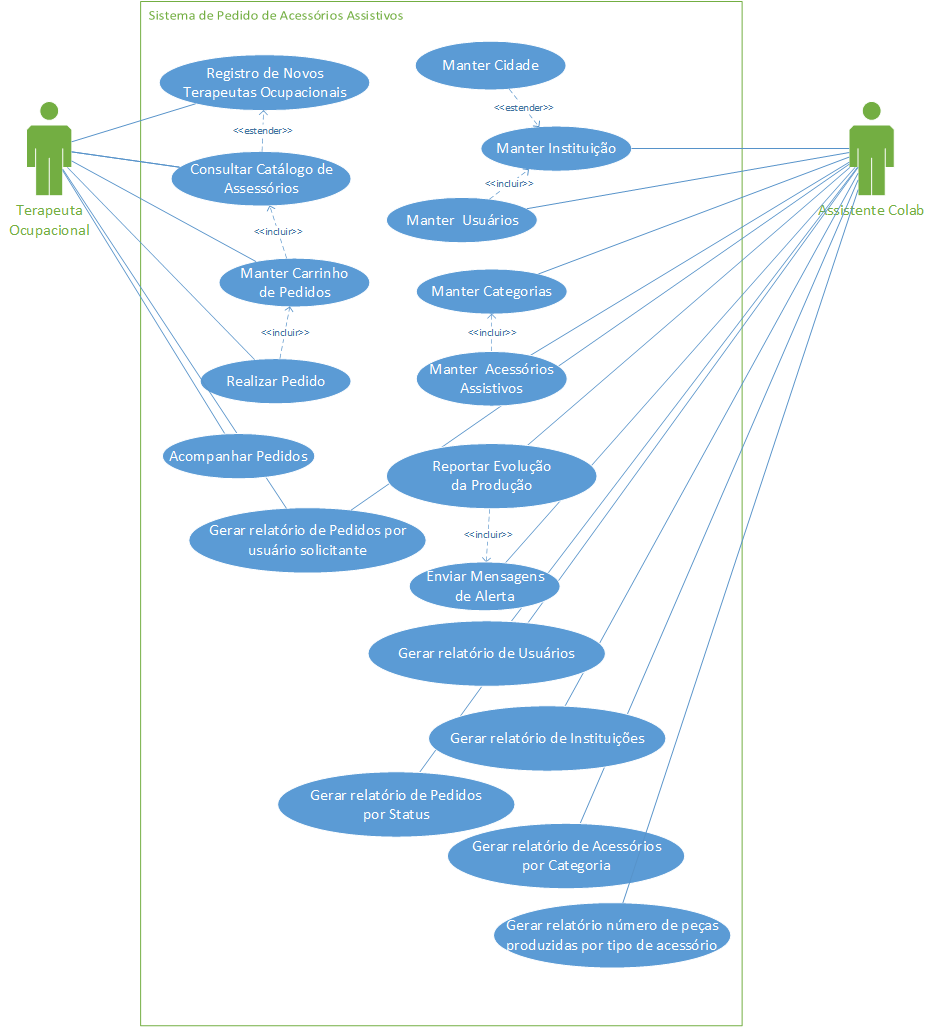 Sistema de Pedido de Acessórios Assistivos
Manter Cidade
Registro de Novos
Terapeutas Ocupacionais
<<estender>>
<<estender>>
Manter Instituição
Consultar Catálogo de
Assessórios
<<incluir>>
Terapeuta
Ocupacional
Assistente Colab
Manter Usuários
<<incluir>>
Manter Carrinho
de Pedidos
Manter Categorias
<<incluir>>
<<incluir>>
Realizar Pedido
Manter Acessórios
Assistivos
Acompanhar Pedidos
Reportar Evolução
da Produção
Gerar relatório de Pedidos por
usuário solicitante
<<incluir>>
Enviar Mensagens
de Alerta
Gerar relatório de Usuários
Gerar relatório de Instituições
Gerar relatório de Pedidos
por Status
Gerar relatório de Acessórios
por Categoria
Gerar relatório número de peças
produzidas por tipo de acessório